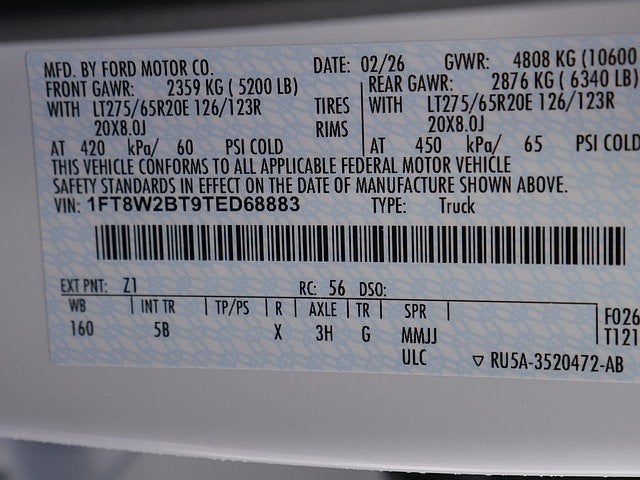 MFD. BY FORD MOTOR CO. DATE: 02/26 GVWR: 4808 KG (10600
FRONT GAWR: 2359 KG ( 5200 LB) REAR GAWR: 2876 KG ( 6340 LB)
WITH LT275/65R20E 126/123R TIRES WITH LT275/65R20E 126/123R
20X8.0J RIMS 20X8.0J
AT 420 kPa/ 60 PSI COLD AT 450 kPa/ 65 PSI COLD
THIS VEHICLE CONFORMS TO ALL APPLICABLE FEDERAL MOTOR VEHICLE
SAFETY STANDARDS IN EFFECT ON THE DATE OF MANUFACTURE SHOWN ABOVE.
VIN: 1FT8W2BT9TED68883 TYPE: Truck
EXT PNT: Z1 RC: 56 DSO:
WB INT TR TP/PS R AXLE TR SPR
160 5B X 3H G MMJJ
ULC
F026
T121
▽ RU5A-3520472-AB